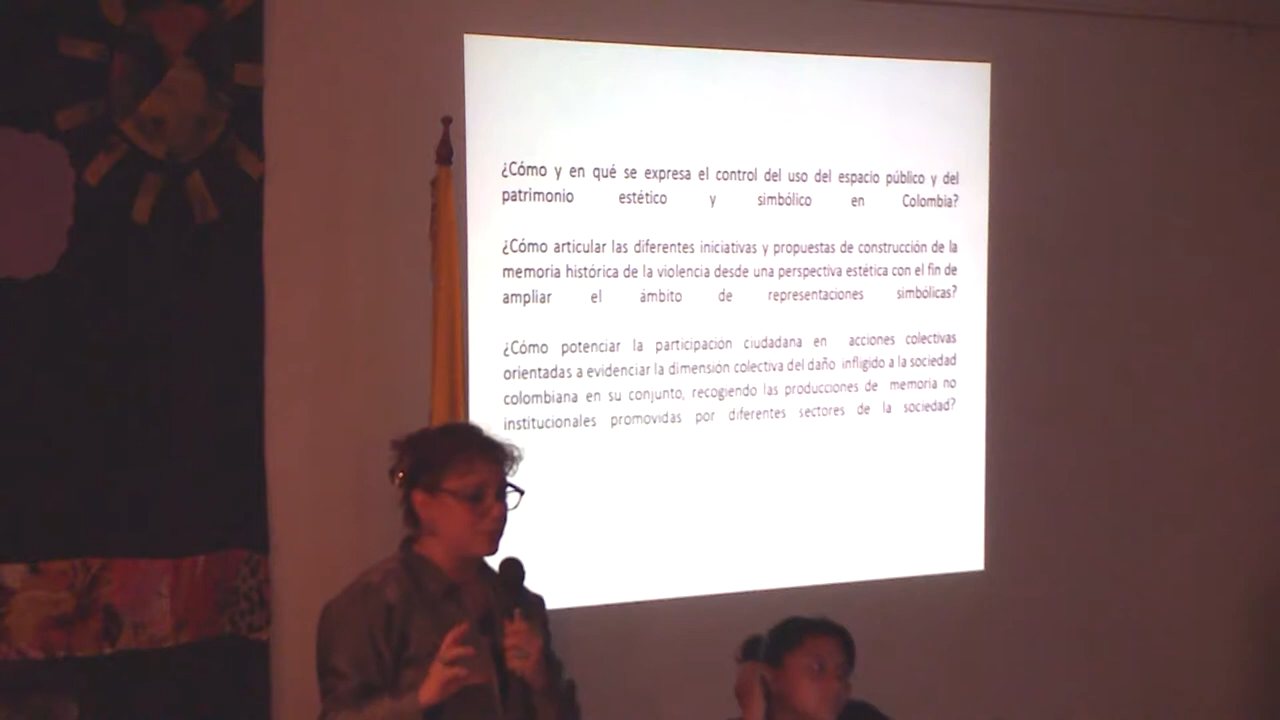 ¿Cómo y en qué se expresa el control del uso del espacio público y del
patrimonio estético y simbólico en Colombia?
¿Cómo articular las diferentes iniciativas y propuestas de construcción de la
memoria histórica de la violencia desde una perspectiva estética con el fin de
ampliar el ámbito de representaciones simbólicas?
¿Cómo potenciar la participación ciudadana en acciones colectivas
orientadas a evidenciar la dimensión colectiva del daño infligido a la sociedad
colombiana en su conjunto, recogiendo las producciones de memoria no
institucionales promovidas por diferentes sectores de la sociedad?